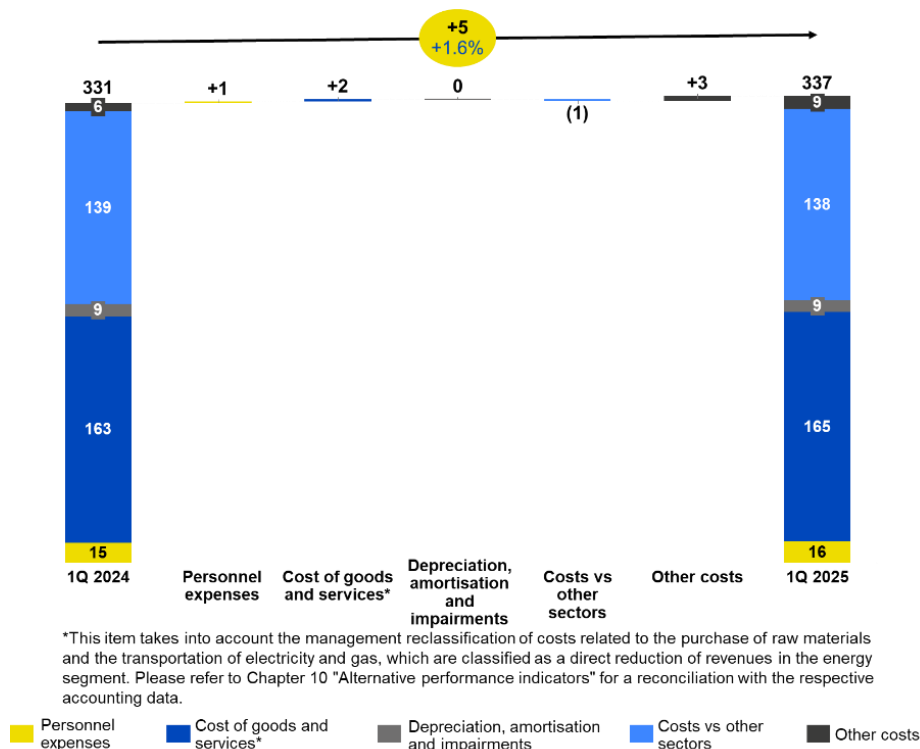 +5
+1.6%
331
+1
+2
0
(1)
+3
337
6
9
139
138
9
9
163
165
15
16
1Q 2024
Personnel
expenses
Cost of goods
and services*
Depreciation,
amortisation
and
impairments
Costs vs
other
sectors
Other costs
1Q 2025
*This item takes into account the management reclassification of costs related to the purchase of raw materials
and the transportation of electricity and gas, which are classified as a direct reduction of revenues in the energy
segment. Please refer to Chapter 10 "Alternative performance indicators" for a reconciliation with the respective
accounting data.
Personnel
expenses
Cost of goods and
services*
Depreciation, amortisation
and impairments
Costs vs other
sectors
Other costs